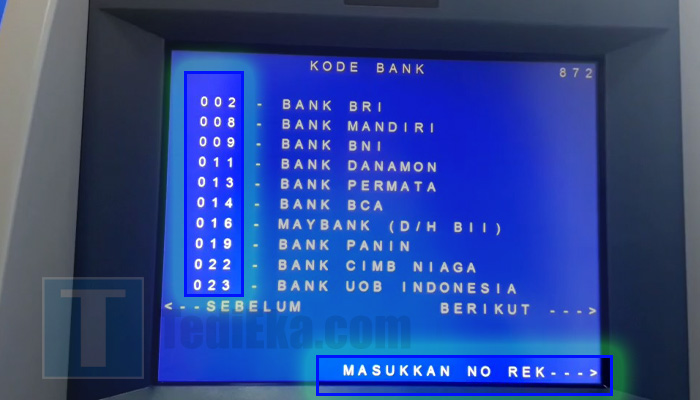 KODE BANK 872
002 - BANK BRI
008 - BANK MANDIRI
009 - BANK BNI
011 - BANK DANAMON
013 - BANK PERMATA
014 - BANK BCA
016 - MAYBANK (D/H BII)
019 - BANK PANIN
022 - BANK CIMB NIAGA
023 - BANK UOB INDONESIA
<--SEBELUM BERIKUT --->
T TediEka.com
MASUKKAN NO REK--->